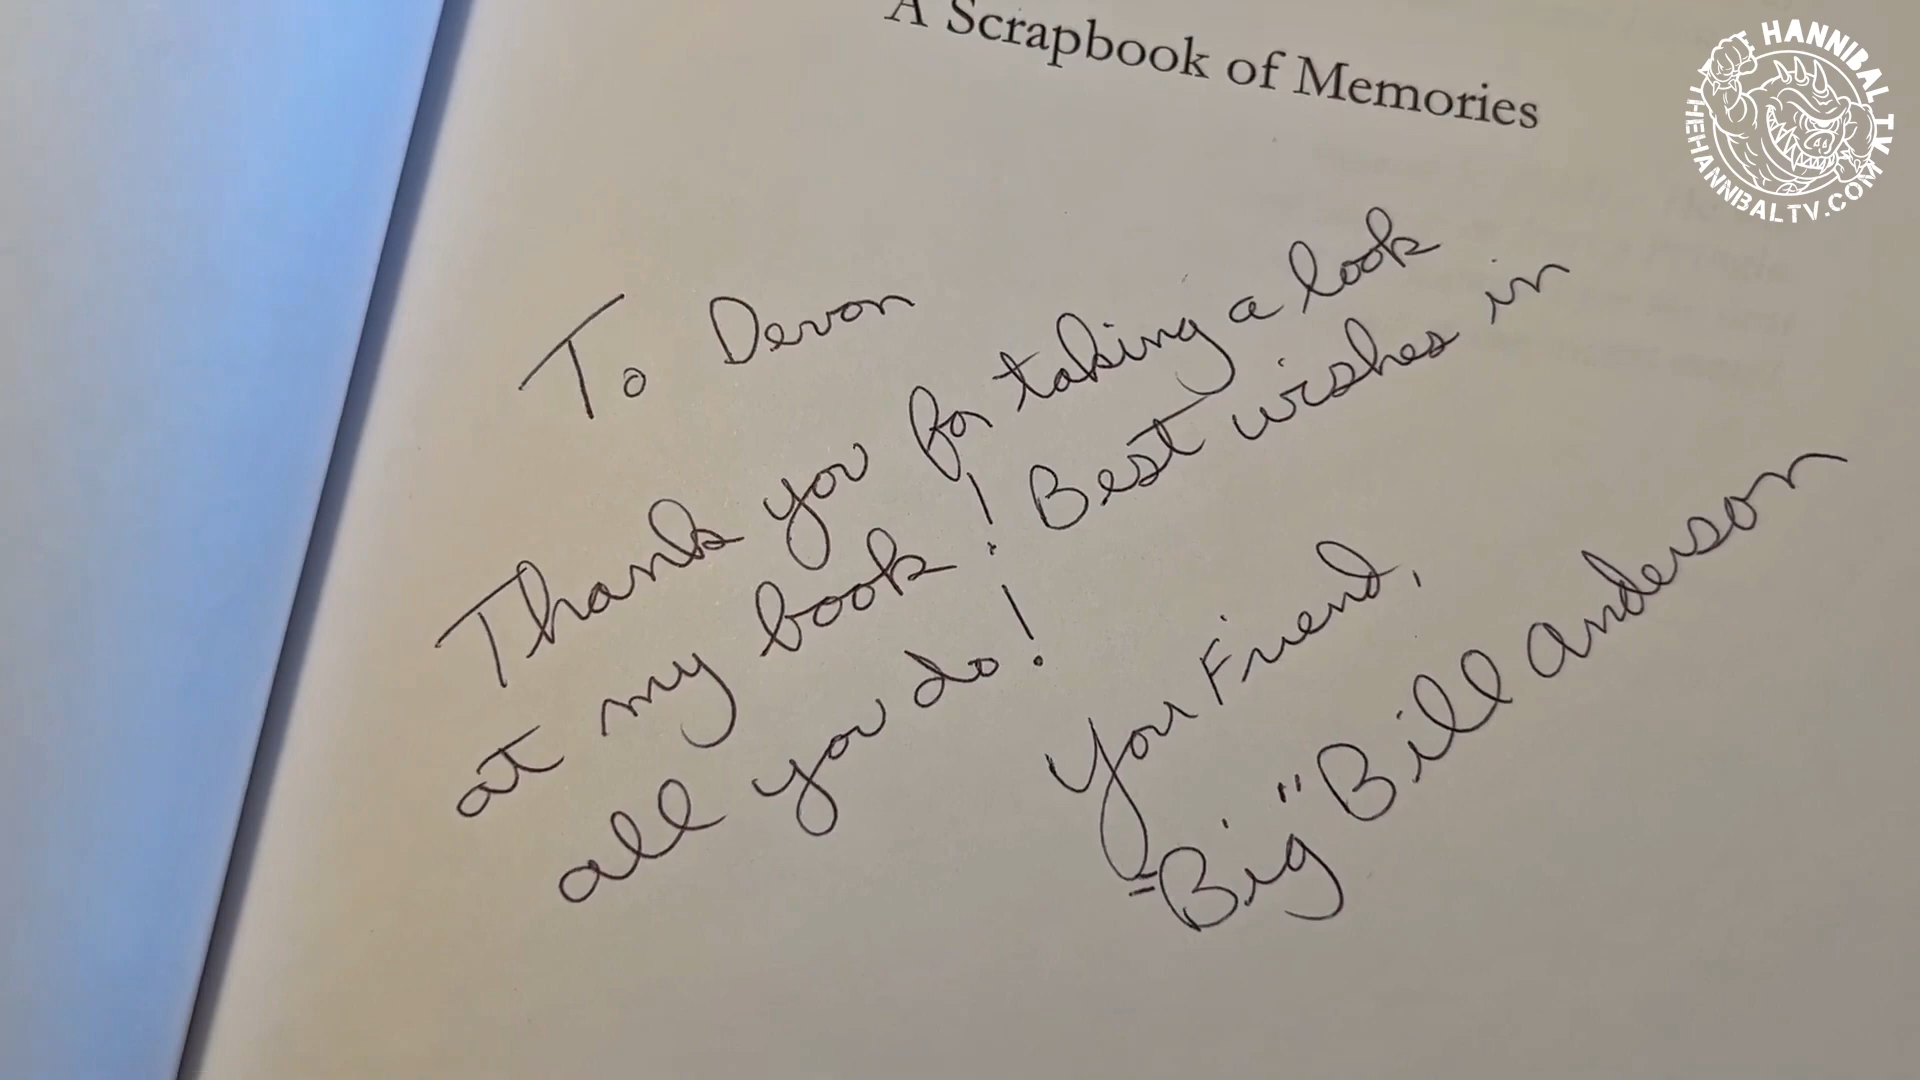 A Scrapbook of Memories
THE HANNIBAL TV
THEHANNIBALTV.COM
To Devon
Thank you for taking a look
at my book! Best wishes in
all you do!
Your Friend,
"Big" Bill Anderson